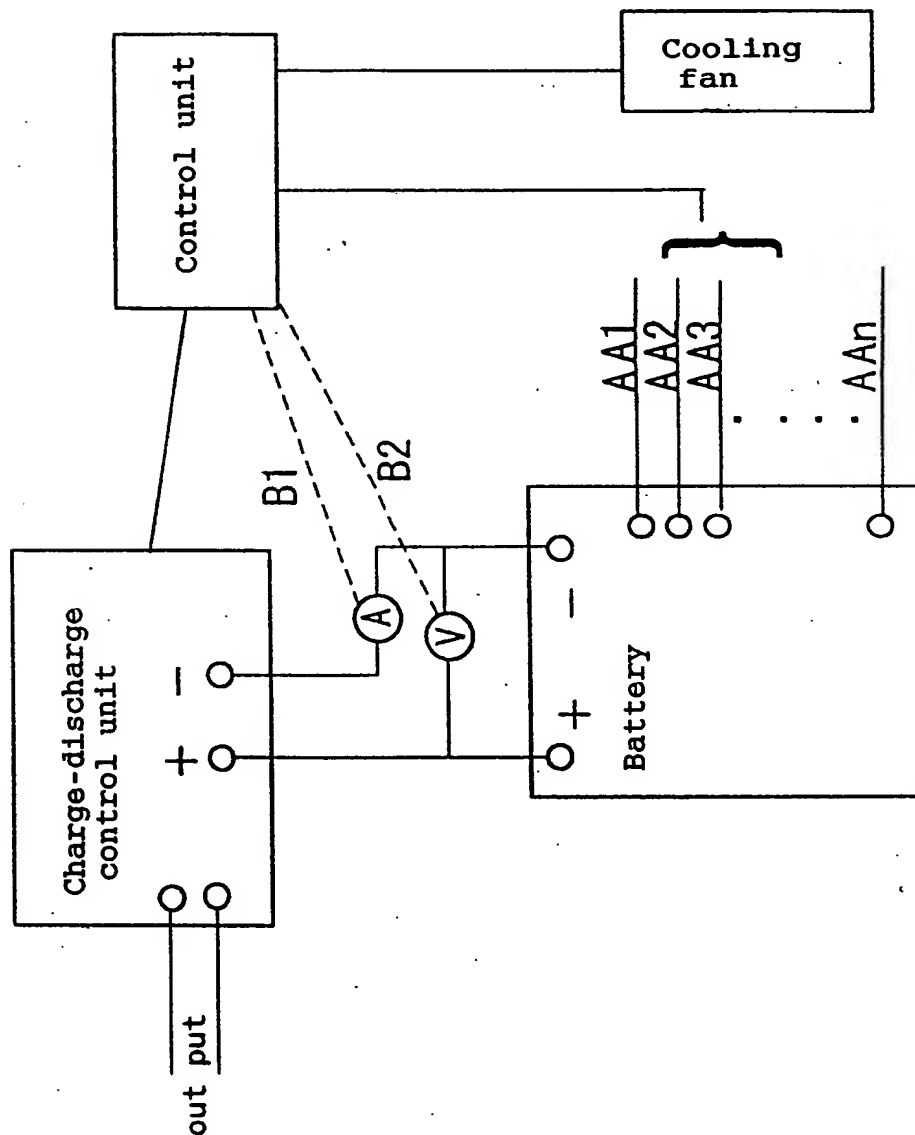 Cooling
fan
Control unit
AA1
AA2
AA3
. . . .
AAn
B1
B2
Charge-discharge
control unit
−
+
A
V
−
+
Battery
out put